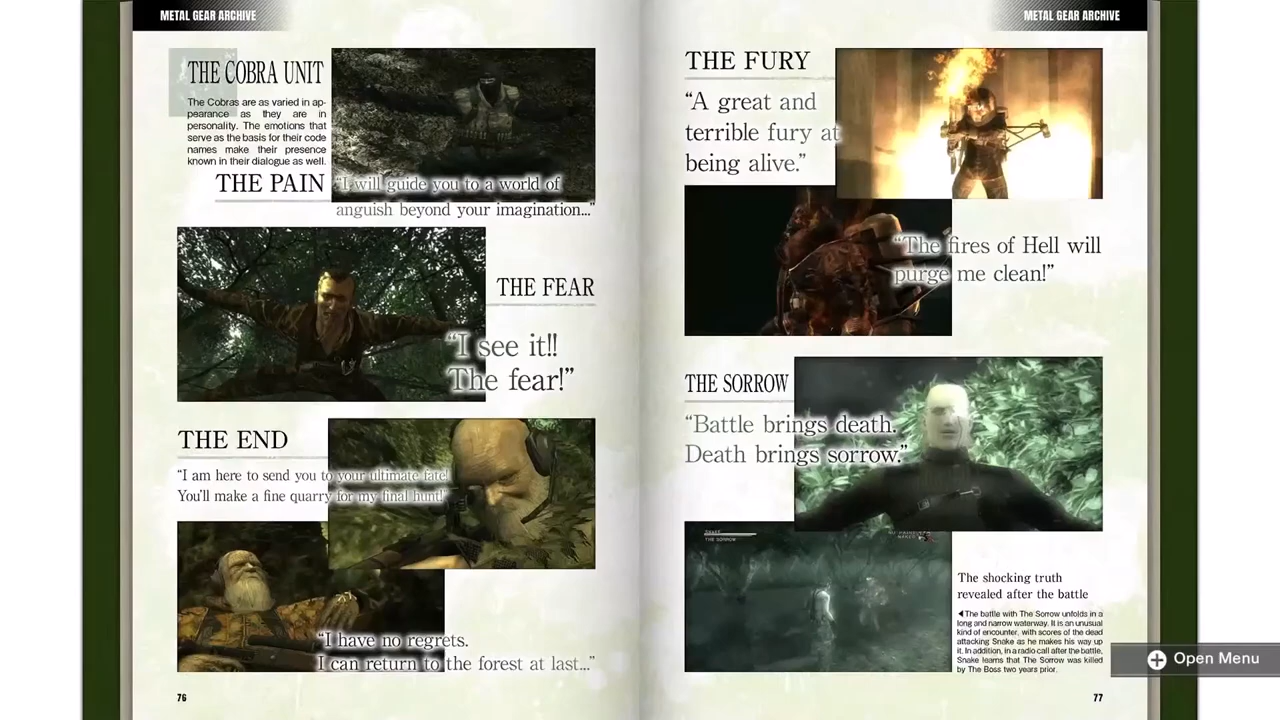 METAL GEAR ARCHIVE
THE COBRA UNIT
The Cobras are as varied in ap-
pearance as they are in
personality. The emotions that
serve as the basis for their code
names make their presence
known in their dialogue as well.
THE PAIN
“I will guide you to a world of
anguish beyond your imagination...”
THE FEAR
“I see it!!
The fear!”
THE END
“I am here to send you to your ultimate fate!
You'll make a fine quarry for my final hunt!”
“I have no regrets.
I can return to the forest at last...”
76
METAL GEAR ARCHIVE
THE FURY
“A great and
terrible fury at
being alive.”
“The fires of Hell will
purge me clean!”
THE SORROW
“Battle brings death.
Death brings sorrow.”
SNAKE
THE SORROW
The shocking truth
revealed after the battle
◀The battle with The Sorrow unfolds in a
long and narrow waterway. It is an unusual
kind of encounter, with scores of the dead
attacking Snake as he makes his way up
it. In addition, in a radio call after the battle,
Snake learns that The Sorrow was killed
by The Boss two years prior.
77
Open Menu